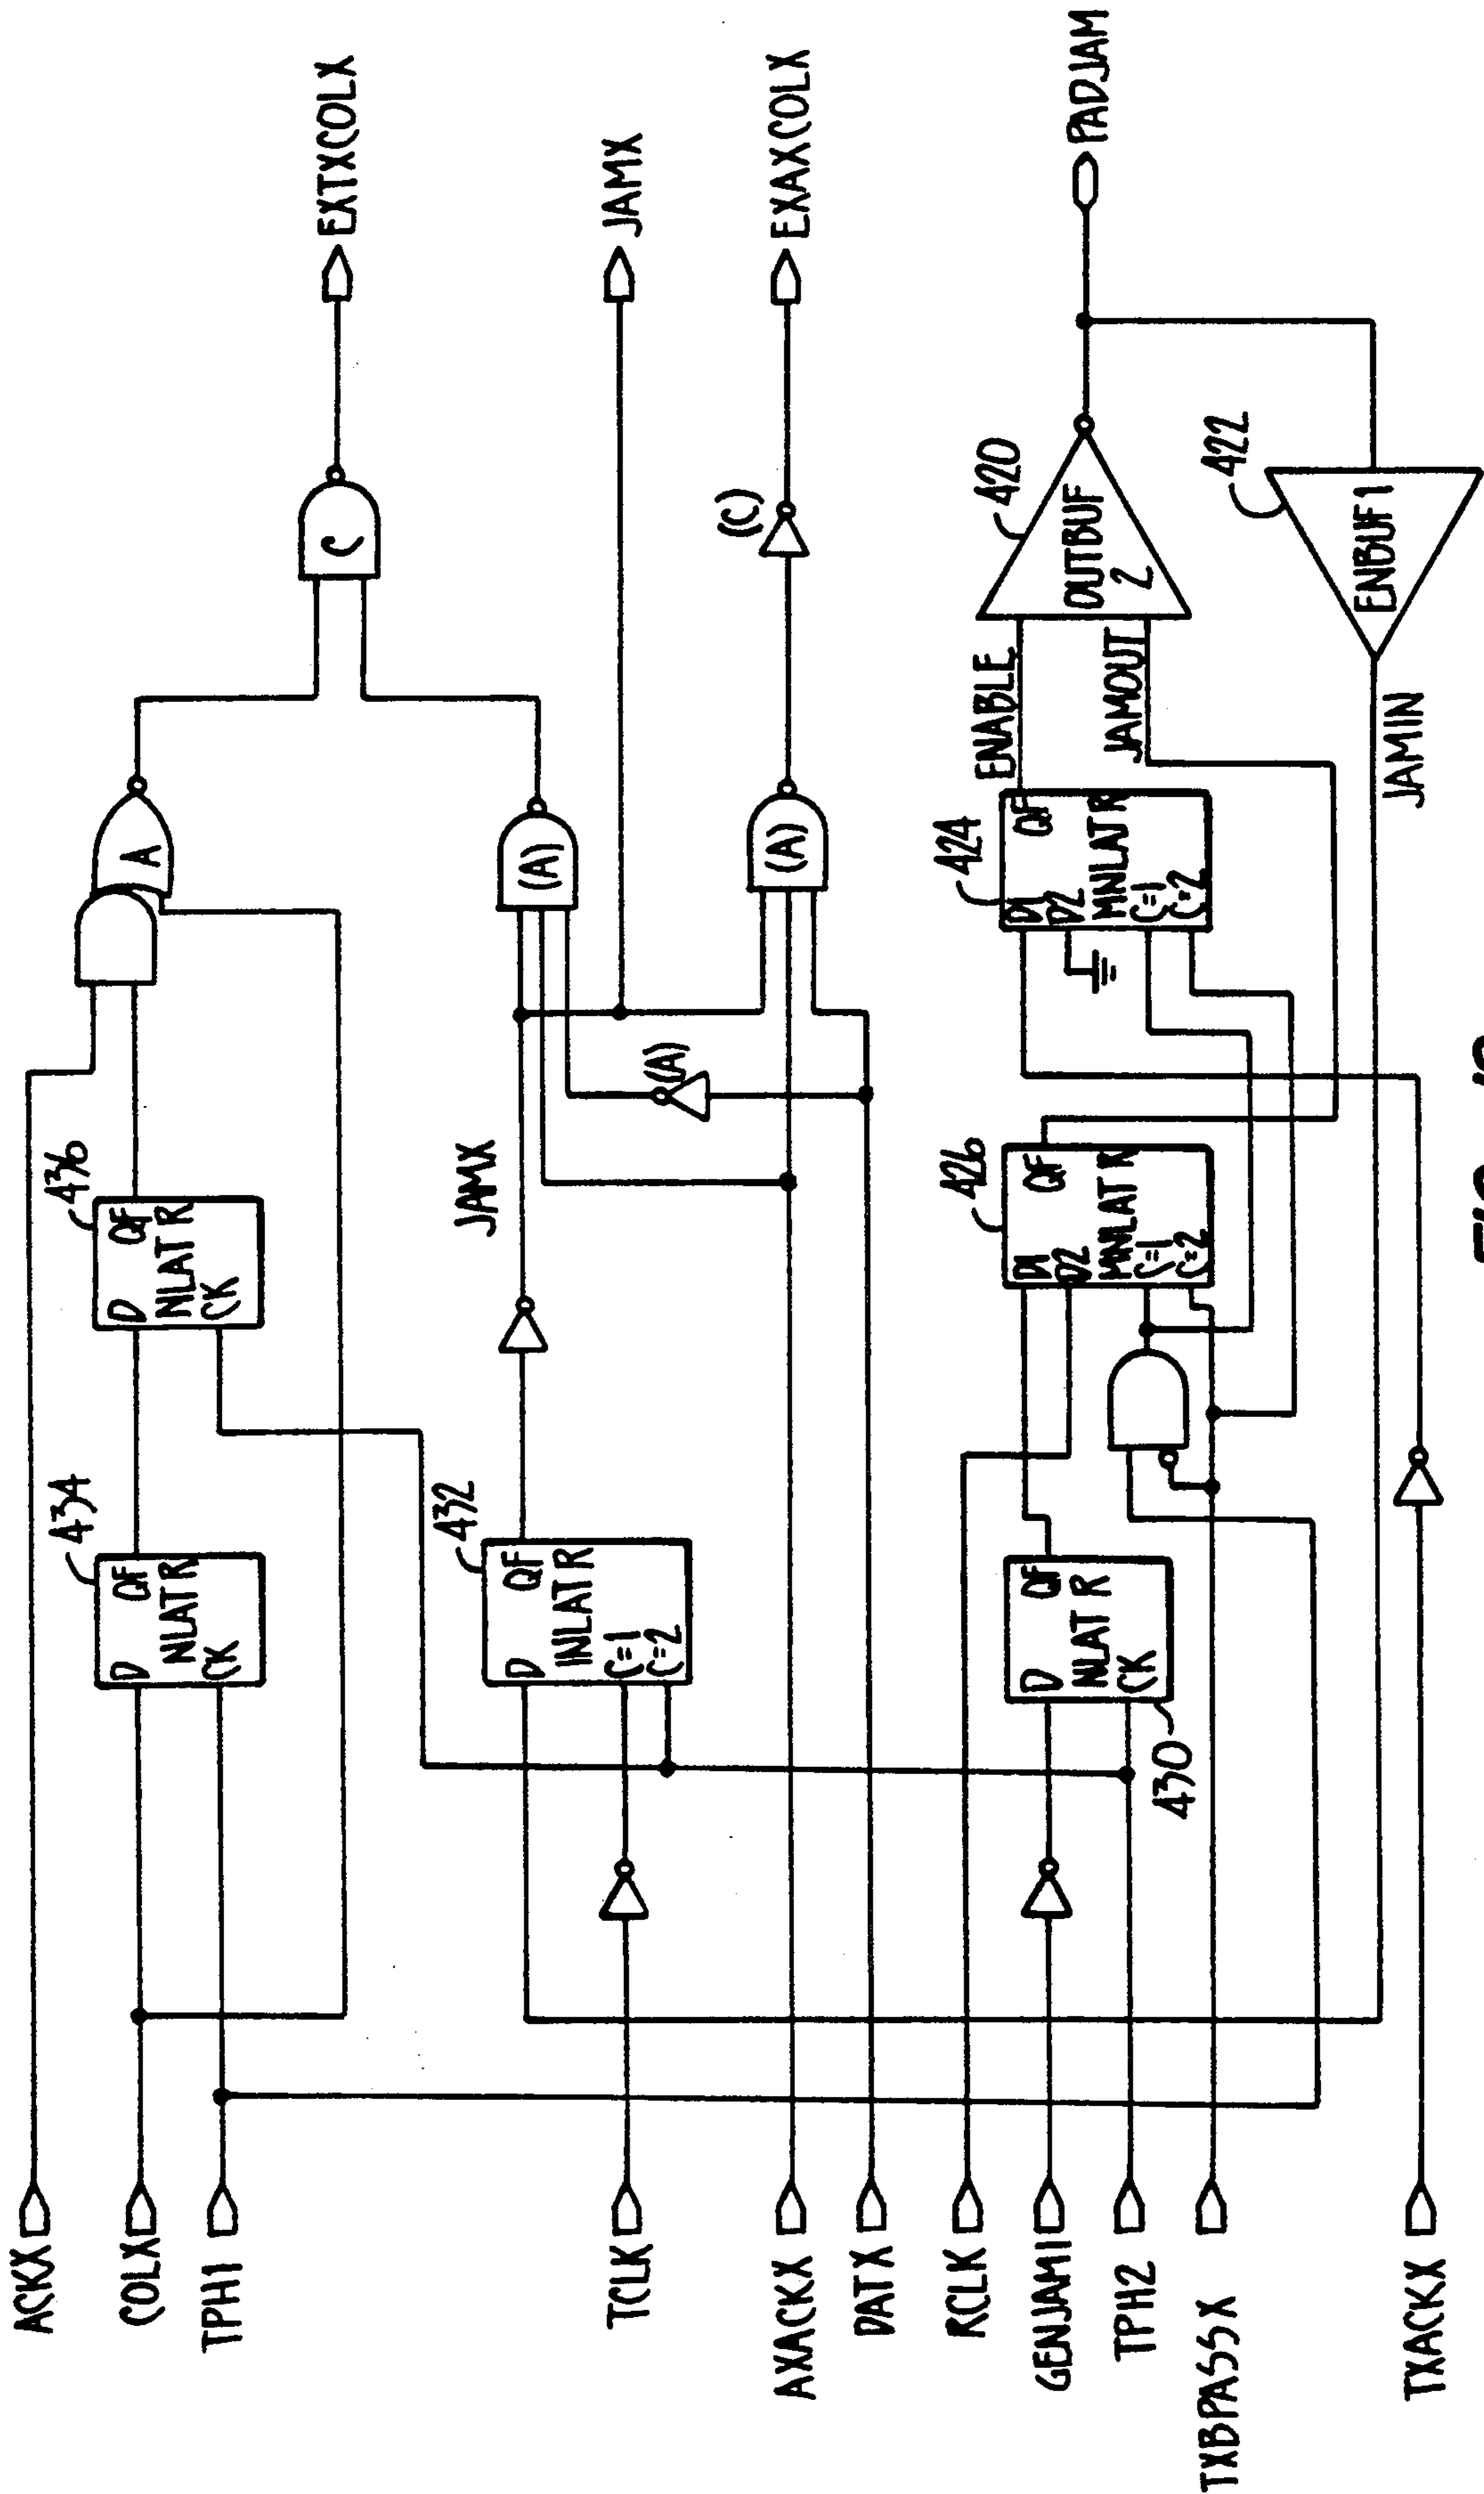 ACKX
COLX
TPH1
D QF
NLAT R
CK
434
D QF
NLAT R
CK
436
A
C
EXTXCOLX
TCLK
D QF
INLAT R
C=1
C=2
432
JAMX
(A)
(A)
JAMX
AXACKX
DATX
(A)
(C)
EXAXCOLX
RCLK
GENJAMI
TPH2
TXBPASSX
D QF
NLAT R
CK
430
D1 QF
D2
MNLAT R
C=1
C=2
426
D1 QF
D2
MNLAT R
C=1
C=2
424
ENABLE
JAMOUT
OUTBUF
2
420
PADJAM
TXACKX
JAMIN
ENBUF1
422